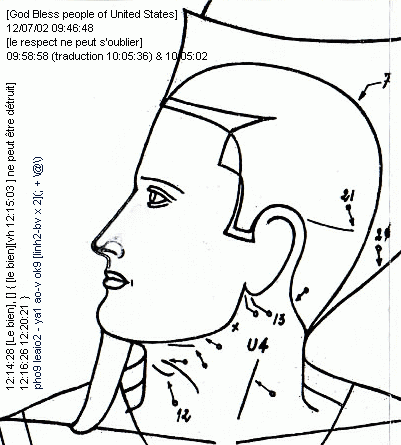 [God Bless people of United States]
12/07/02 09:46:48
[le respect ne peut s'oublier]
09:58:58 (traduction 10:05:36) & 10:05:02
7
21
13
U4
12
12:14:28 [Le bien], [] { [le bien][vh 12:15:03 ] ne peut être détruit]
12:16:26 12:20:21 }
pho9 leaio2 - ya1 ao-v ok9 [linh2-bv x 2](; + \@\)